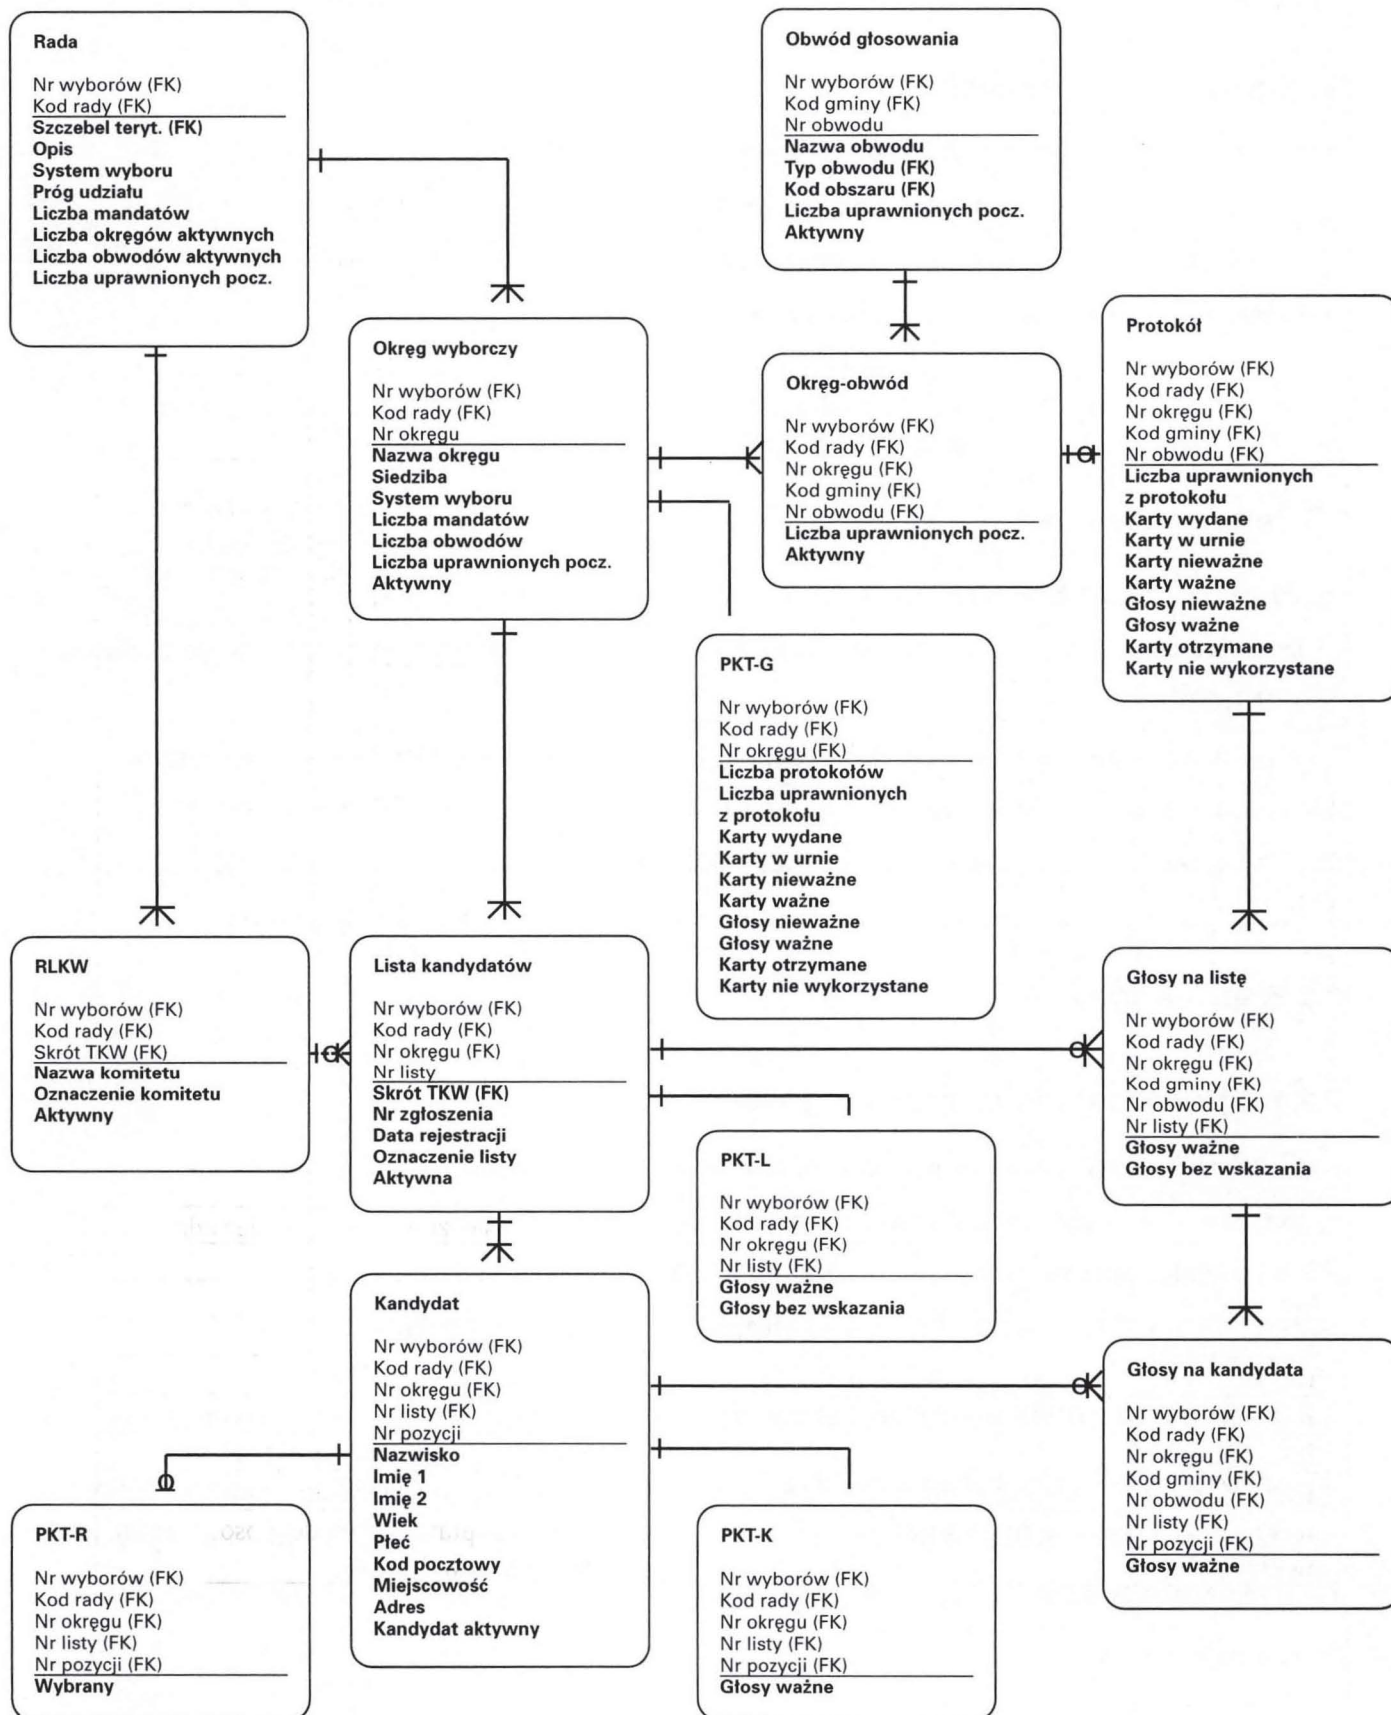 Rada
Nr wyborów (FK)
Kod rady (FK)
Szczebel teryt. (FK)
Opis
System wyboru
Próg udziału
Liczba mandatów
Liczba okręgów aktywnych
Liczba obwodów aktywnych
Liczba uprawnionych pocz.
Obwód głosowania
Nr wyborów (FK)
Kod gminy (FK)
Nr obwodu
Nazwa obwodu
Typ obwodu (FK)
Kod obszaru (FK)
Liczba uprawnionych pocz.
Aktywny
Okręg wyborczy
Nr wyborów (FK)
Kod rady (FK)
Nr okręgu
Nazwa okręgu
Siedziba
System wyboru
Liczba mandatów
Liczba obwodów
Liczba uprawnionych pocz.
Aktywny
Okręg-obwód
Nr wyborów (FK)
Kod rady (FK)
Nr okręgu (FK)
Kod gminy (FK)
Nr obwodu (FK)
Liczba uprawnionych pocz.
Aktywny
Protokół
Nr wyborów (FK)
Kod rady (FK)
Nr okręgu (FK)
Kod gminy (FK)
Nr obwodu (FK)
Liczba uprawnionych
z protokołu
Karty wydane
Karty w urnie
Karty nieważne
Karty ważne
Głosy nieważne
Głosy ważne
Karty otrzymane
Karty nie wykorzystane
PKT-G
Nr wyborów (FK)
Kod rady (FK)
Nr okręgu (FK)
Liczba protokołów
Liczba uprawnionych
z protokołu
Karty wydane
Karty w urnie
Karty nieważne
Karty ważne
Głosy nieważne
Głosy ważne
Karty otrzymane
Karty nie wykorzystane
RLKW
Nr wyborów (FK)
Kod rady (FK)
Skrót TKW (FK)
Nazwa komitetu
Oznaczenie komitetu
Aktywny
Lista kandydatów
Nr wyborów (FK)
Kod rady (FK)
Nr okręgu (FK)
Nr listy
Skrót TKW (FK)
Nr zgłoszenia
Data rejestracji
Oznaczenie listy
Aktywna
Głosy na listę
Nr wyborów (FK)
Kod rady (FK)
Nr okręgu (FK)
Kod gminy (FK)
Nr obwodu (FK)
Nr listy (FK)
Głosy ważne
Głosy bez wskazania
PKT-L
Nr wyborów (FK)
Kod rady (FK)
Nr okręgu (FK)
Nr listy (FK)
Głosy ważne
Głosy bez wskazania
Kandydat
Nr wyborów (FK)
Kod rady (FK)
Nr okręgu (FK)
Nr listy (FK)
Nr pozycji
Nazwisko
Imię 1
Imię 2
Wiek
Płeć
Kod pocztowy
Miejscowość
Adres
Kandydat aktywny
Głosy na kandydata
Nr wyborów (FK)
Kod rady (FK)
Nr okręgu (FK)
Kod gminy (FK)
Nr obwodu (FK)
Nr listy (FK)
Nr pozycji (FK)
Głosy ważne
PKT-R
Nr wyborów (FK)
Kod rady (FK)
Nr okręgu (FK)
Nr listy (FK)
Nr pozycji (FK)
Wybrany
PKT-K
Nr wyborów (FK)
Kod rady (FK)
Nr okręgu (FK)
Nr listy (FK)
Nr pozycji (FK)
Głosy ważne